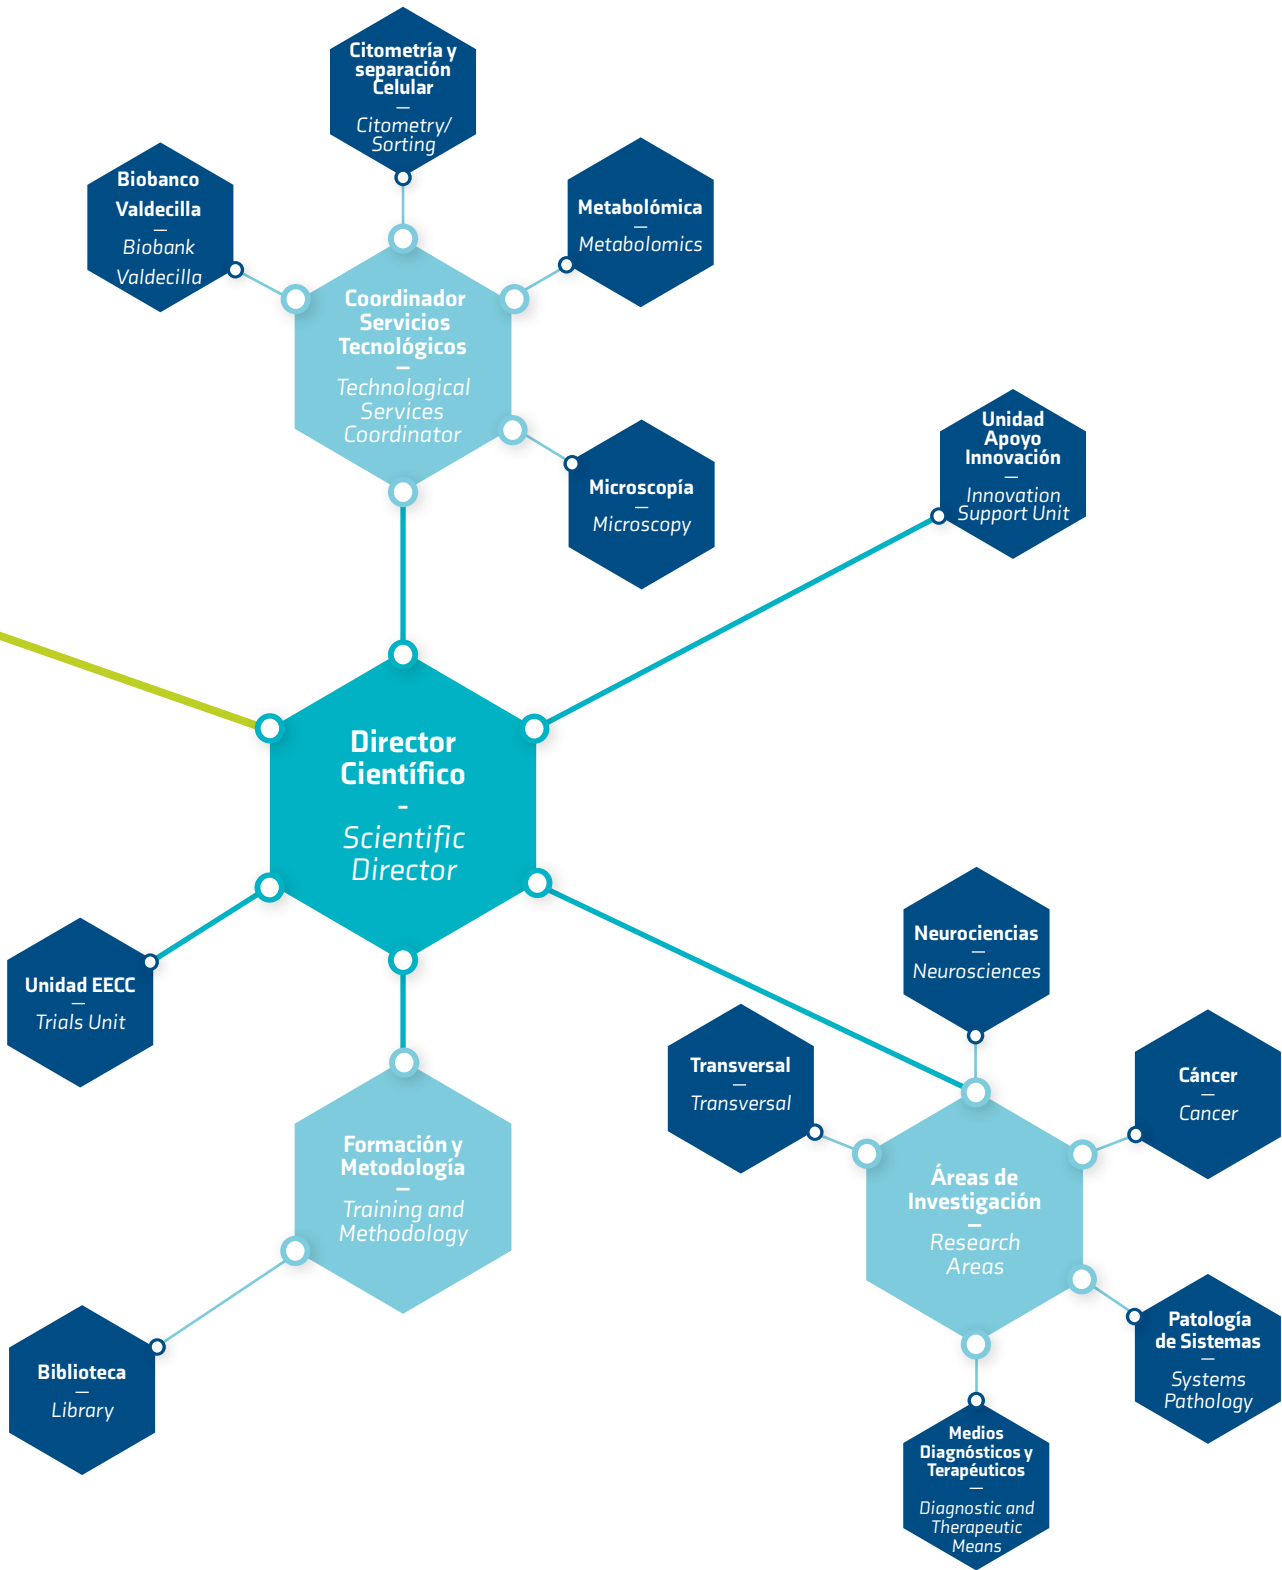 Citometría y
separación
Celular
—
Citometry/
Sorting
Biobanco
Valdecilla
—
Biobank
Valdecilla
Metabolómica
—
Metabolomics
Coordinador
Servicios
Tecnológicos
—
Technological
Services
Coordinator
Microscopía
—
Microscopy
Unidad
Apoyo
Innovación
—
Innovation
Support Unit
Director
Científico
-
Scientific
Director
Unidad EECC
—
Trials Unit
Formación y
Metodología
—
Training and
Methodology
Biblioteca
—
Library
Neurociencias
—
Neurosciences
Transversal
—
Transversal
Cáncer
—
Cancer
Áreas de
Investigación
—
Research
Areas
Patología
de Sistemas
—
Systems
Pathology
Medios
Diagnósticos y
Terapéuticos
—
Diagnostic and
Therapeutic
Means